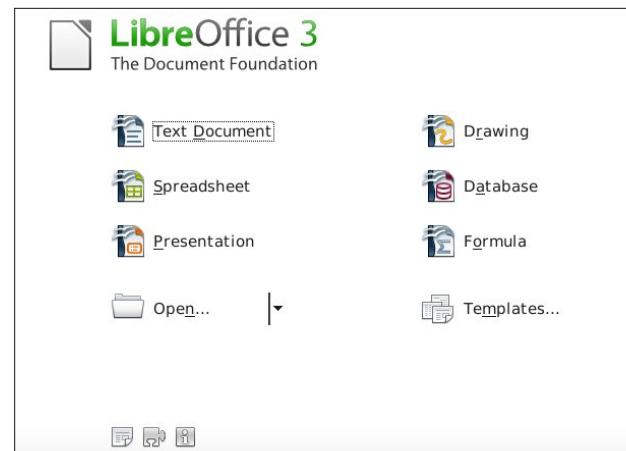 LibreOffice 3
The Document Foundation
Text Document
Drawing
Spreadsheet
Database
Presentation
Formula
Open...
Templates...